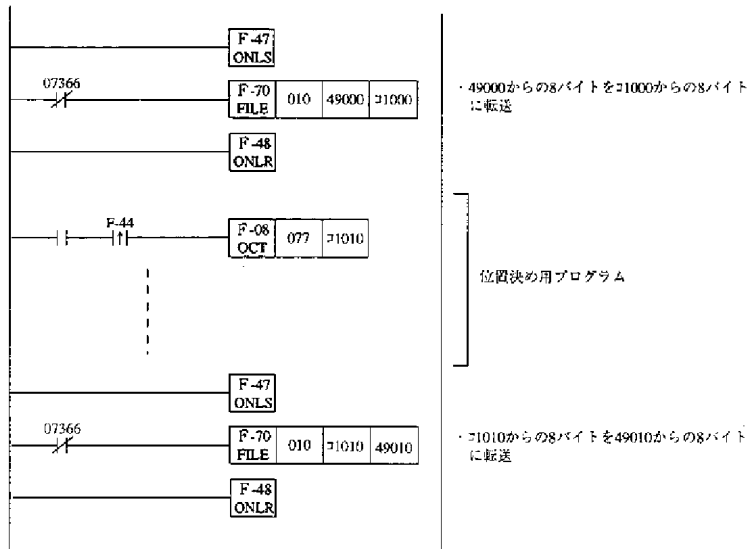 F-47
ONLS
07366
F-70
FILE
010
49000
コ1000
・49000からの8バイトをコ1000からの8バイト
に転送
F-48
ONLR
F-44
F-08
OCT
077
コ1010
位置決め用プログラム
F-47
ONLS
07366
F-70
FILE
010
コ1010
49010
・コ1010からの8バイトを49010からの8バイト
に転送
F-48
ONLR